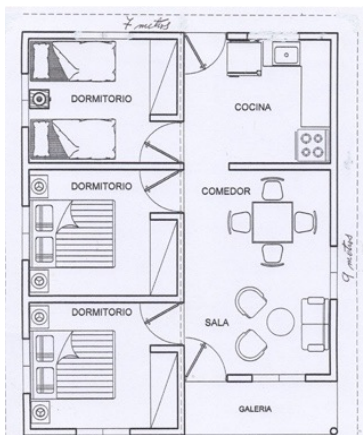 7 metros
DORMITORIO
COCINA
DORMITORIO
COMEDOR
9 metros
DORMITORIO
SALA
GALERIA